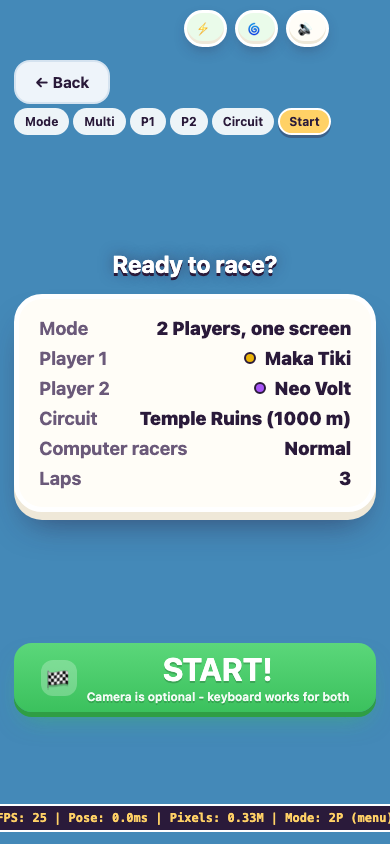 ← Back
Mode
Multi
P1
P2
Circuit
Start
Ready to race?
Mode 2 Players, one screen
Player 1 Maka Tiki
Player 2 Neo Volt
Circuit Temple Ruins (1000 m)
Computer racers Normal
Laps 3
START!
Camera is optional - keyboard works for both
FPS: 25 | Pose: 0.0ms | Pixels: 0.33M | Mode: 2P (menu)